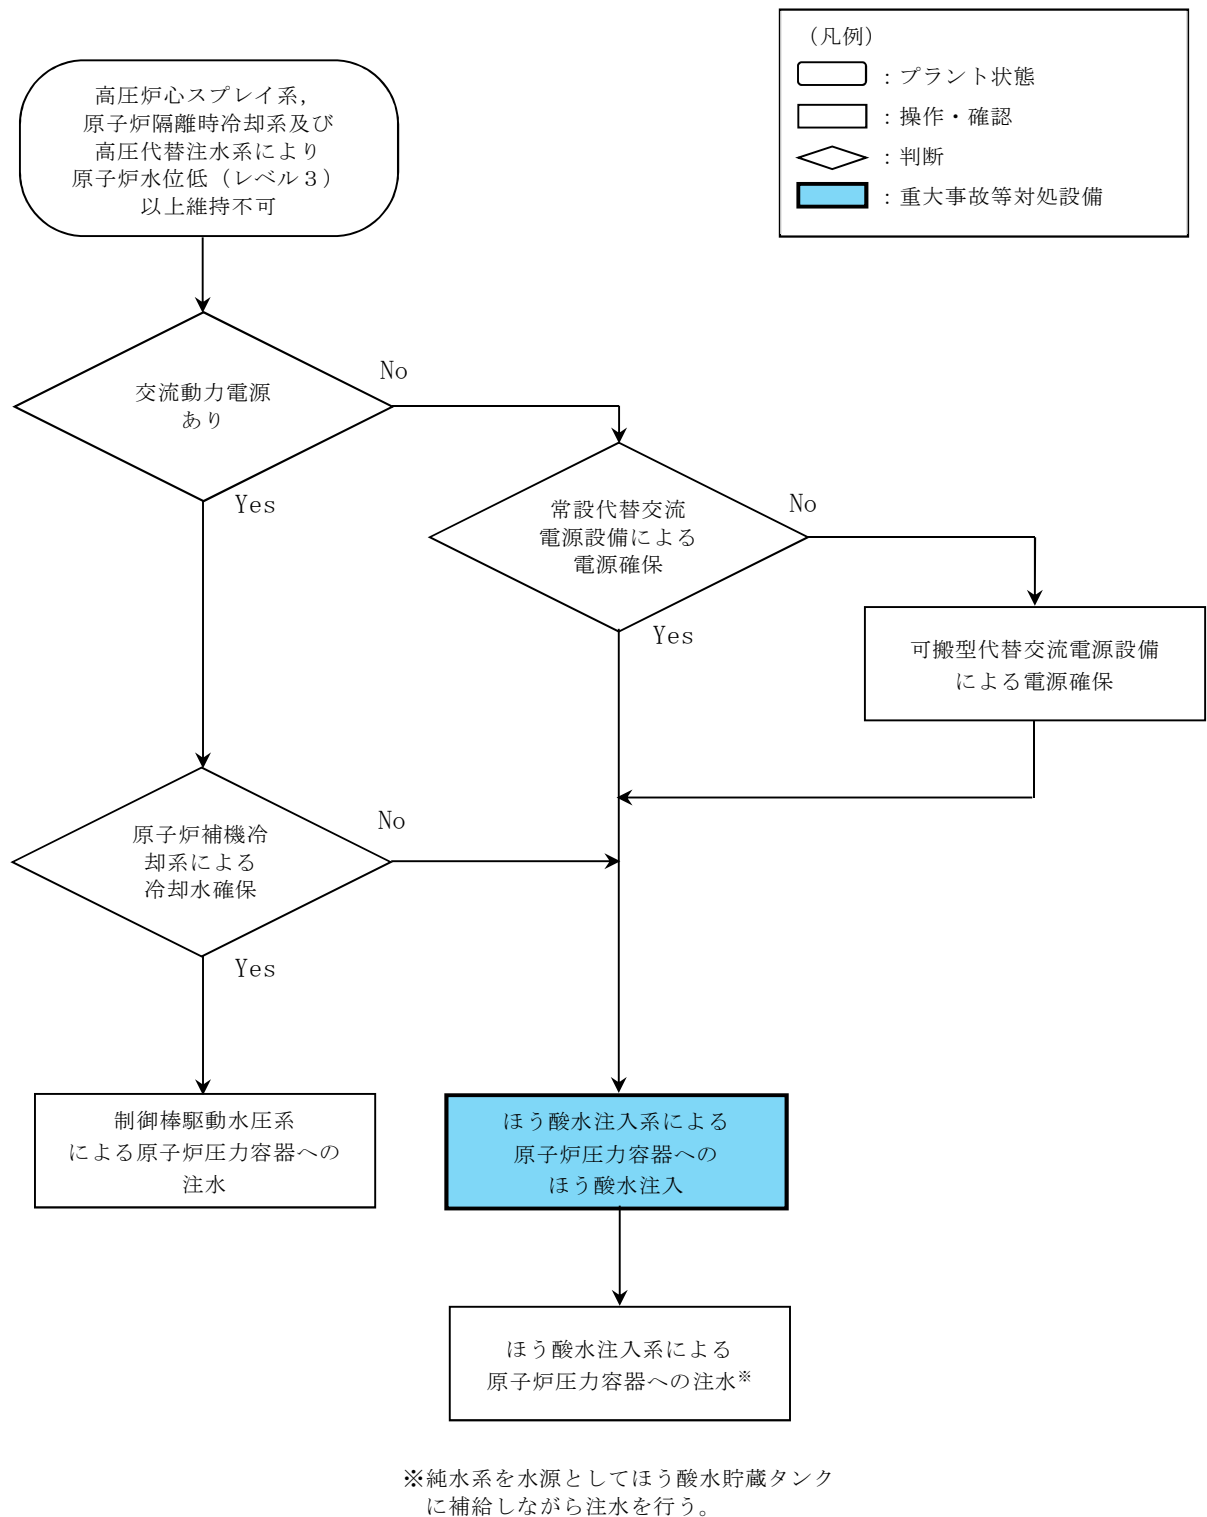 （凡例）
：プラント状態
：操作・確認
：判断
：重大事故等対処設備
高圧炉心スプレイ系，
原子炉隔離時冷却系及び
高圧代替注水系により
原子炉水位低（レベル３）
以上維持不可
交流動力電源
あり
No
Yes
常設代替交流
電源設備による
電源確保
No
Yes
可搬型代替交流電源設備
による電源確保
原子炉補機冷
却系による
冷却水確保
No
Yes
制御棒駆動水圧系
による原子炉圧力容器への
注水
ほう酸水注入系による
原子炉圧力容器への
ほう酸水注入
ほう酸水注入系による
原子炉圧力容器への注水※
※純水系を水源としてほう酸水貯蔵タンク
に補給しながら注水を行う。